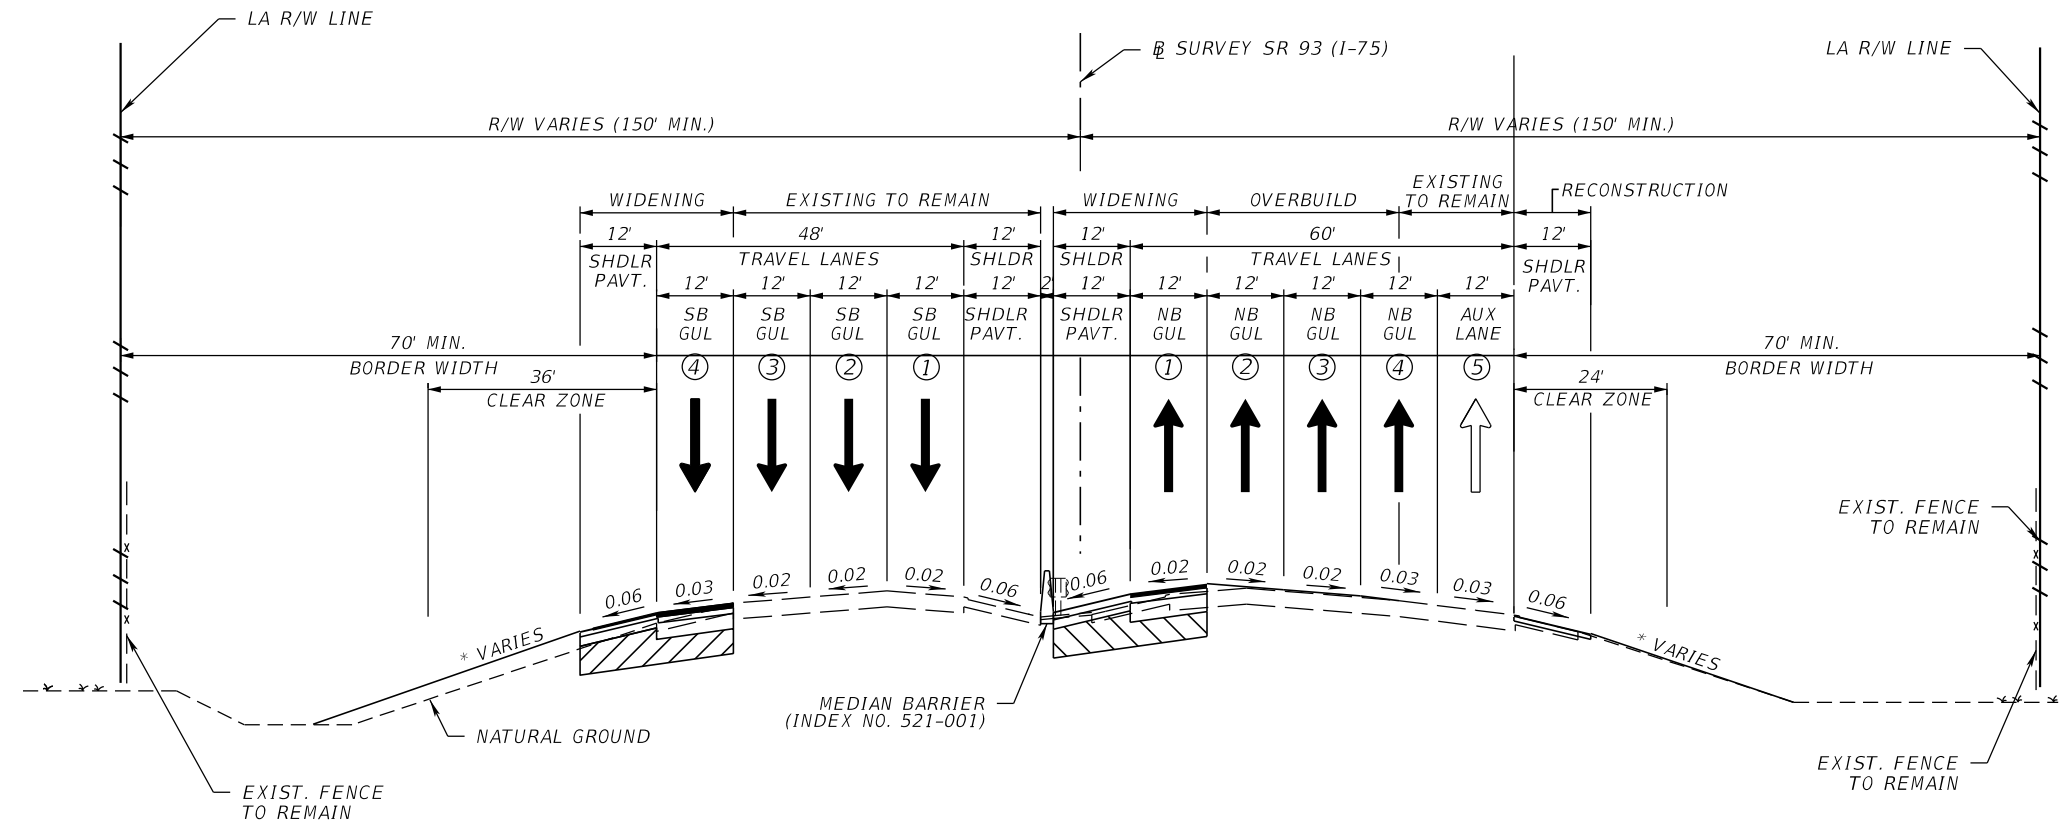 LA R/W LINE
BL SURVEY SR 93 (I-75)
LA R/W LINE
R/W VARIES (150' MIN.)
R/W VARIES (150' MIN.)
WIDENING
EXISTING TO REMAIN
WIDENING
OVERBUILD
EXISTING
TO REMAIN
RECONSTRUCTION
12'
48'
12'
12'
60'
12'
SHDLR
PAVT.
TRAVEL LANES
SHLDR
SHLDR
TRAVEL LANES
SHDLR
PAVT.
12'
12'
12'
12'
12'
2'
12'
12'
12'
12'
12'
12'
SB
GUL
SB
GUL
SB
GUL
SB
GUL
SHDLR
PAVT.
SHDLR
PAVT.
NB
GUL
NB
GUL
NB
GUL
NB
GUL
AUX
LANE
70' MIN.
BORDER WIDTH
4
3
2
1
1
2
3
4
5
70' MIN.
BORDER WIDTH
36'
CLEAR ZONE
24'
CLEAR ZONE
EXIST. FENCE
TO REMAIN
0.06
0.03
0.02
0.02
0.02
0.06
0.06
0.02
0.02
0.02
0.03
0.03
0.06
* VARIES
* VARIES
MEDIAN BARRIER
(INDEX NO. 521-001)
NATURAL GROUND
EXIST. FENCE
TO REMAIN
EXIST. FENCE
TO REMAIN